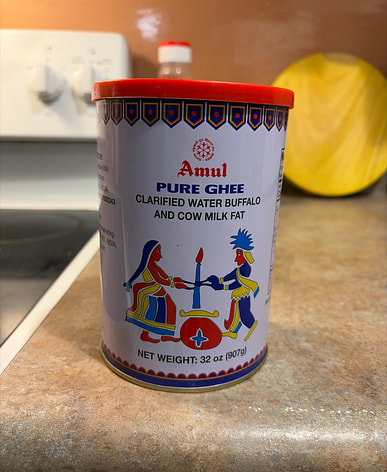 Amul
PURE GHEE
CLARIFIED WATER BUFFALO
AND COW MILK FAT
NET WEIGHT: 32 oz (907g)